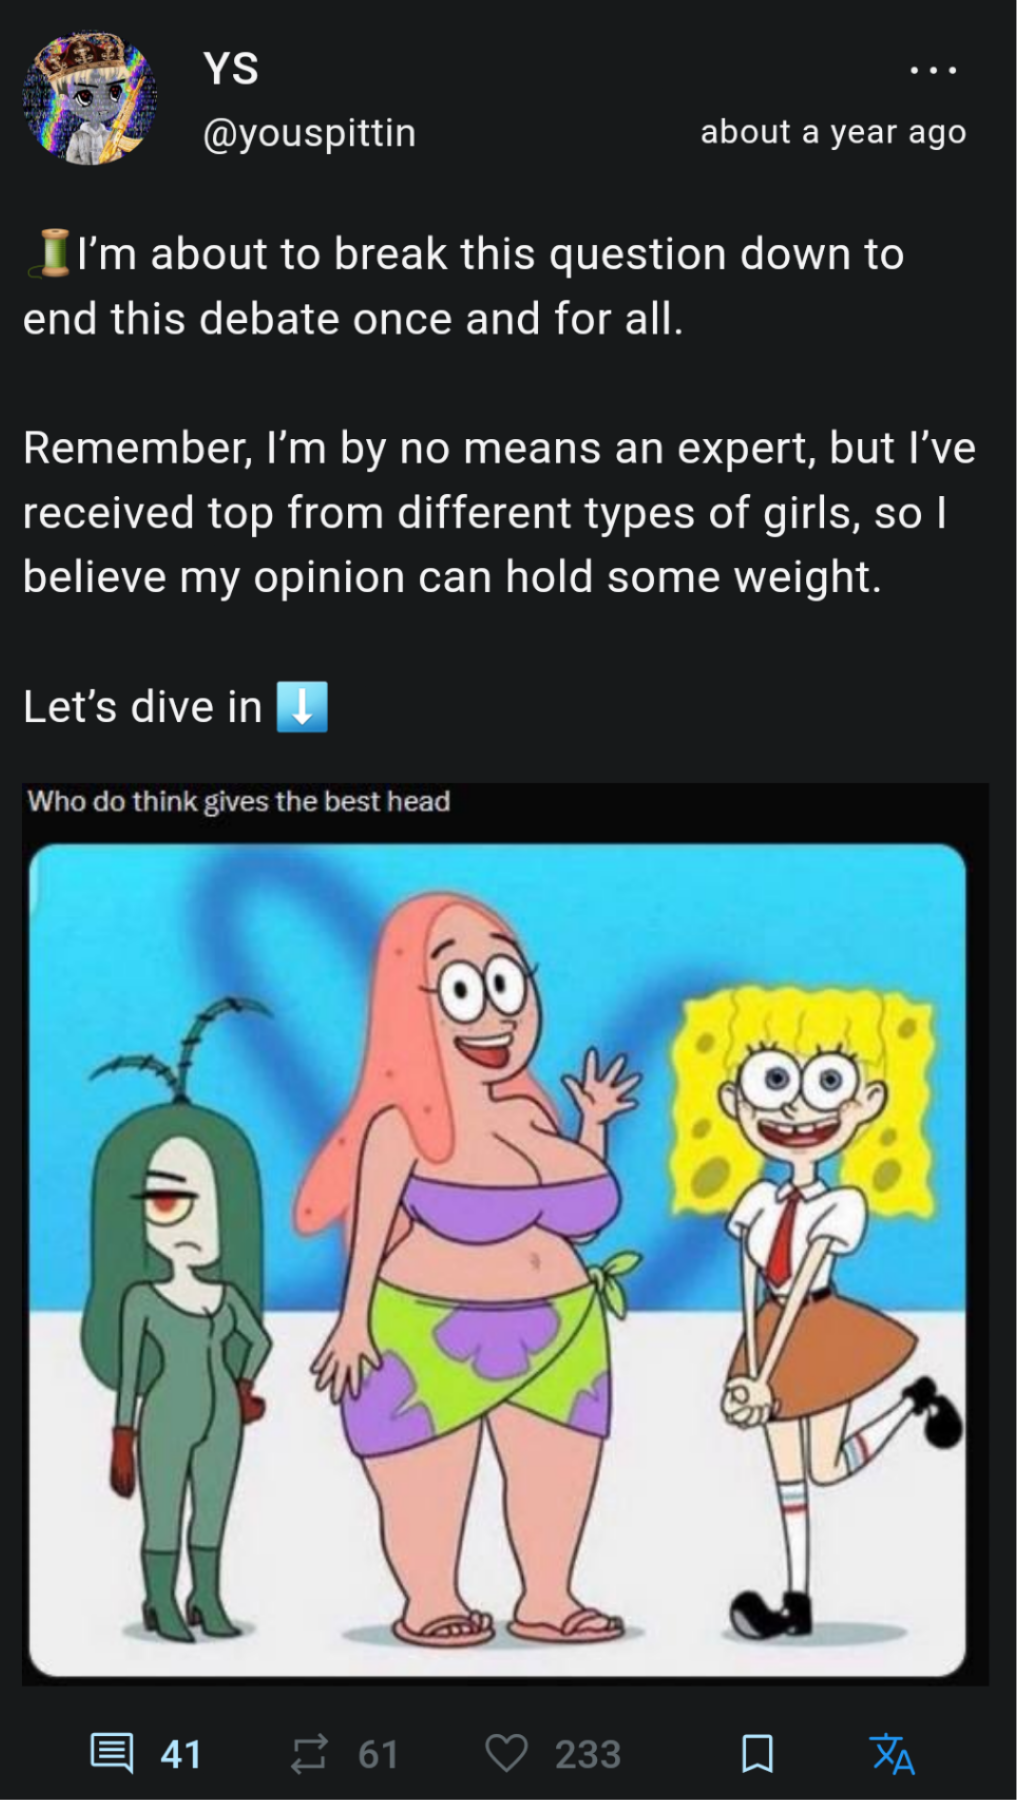 YS
@youspittin
about a year ago
🧵I’m about to break this question down to
end this debate once and for all.
Remember, I’m by no means an expert, but I’ve
received top from different types of girls, so I
believe my opinion can hold some weight.
Let’s dive in ⬇️
Who do think gives the best head
41
61
233